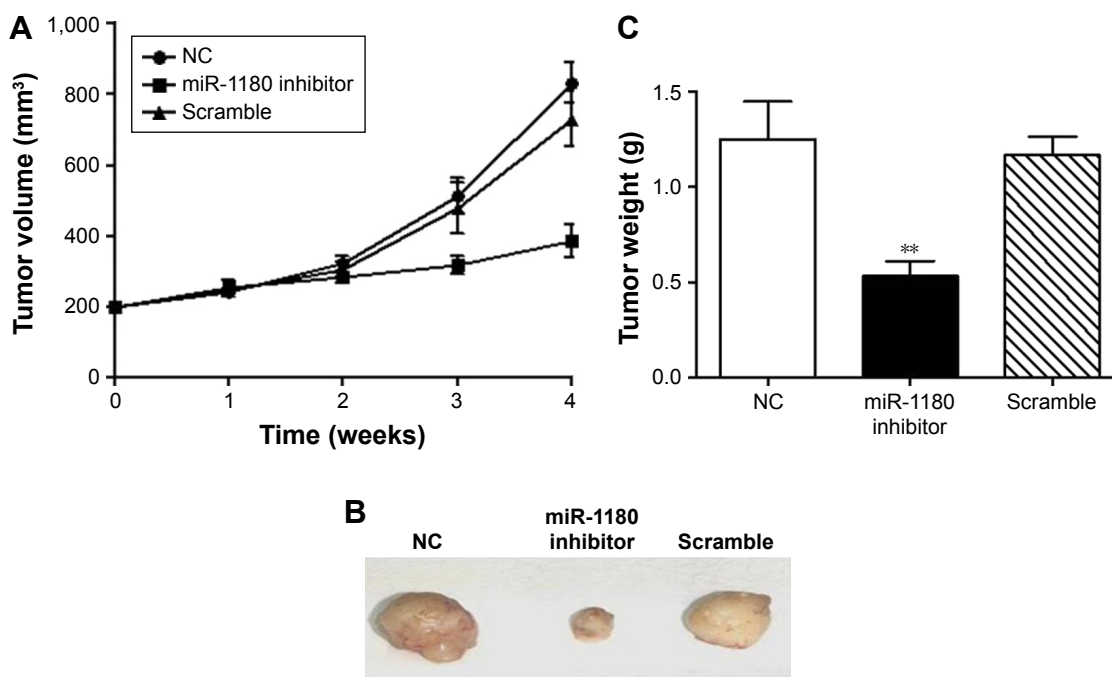 A
1,000
800
600
400
200
0
Tumor volume (mm³)
NC
miR-1180 inhibitor
Scramble
0 1 2 3 4
Time (weeks)
C
1.5
1.0
0.5
0.0
Tumor weight (g)
**
NC miR-1180 Scramble
inhibitor
B
miR-1180
NC inhibitor Scramble